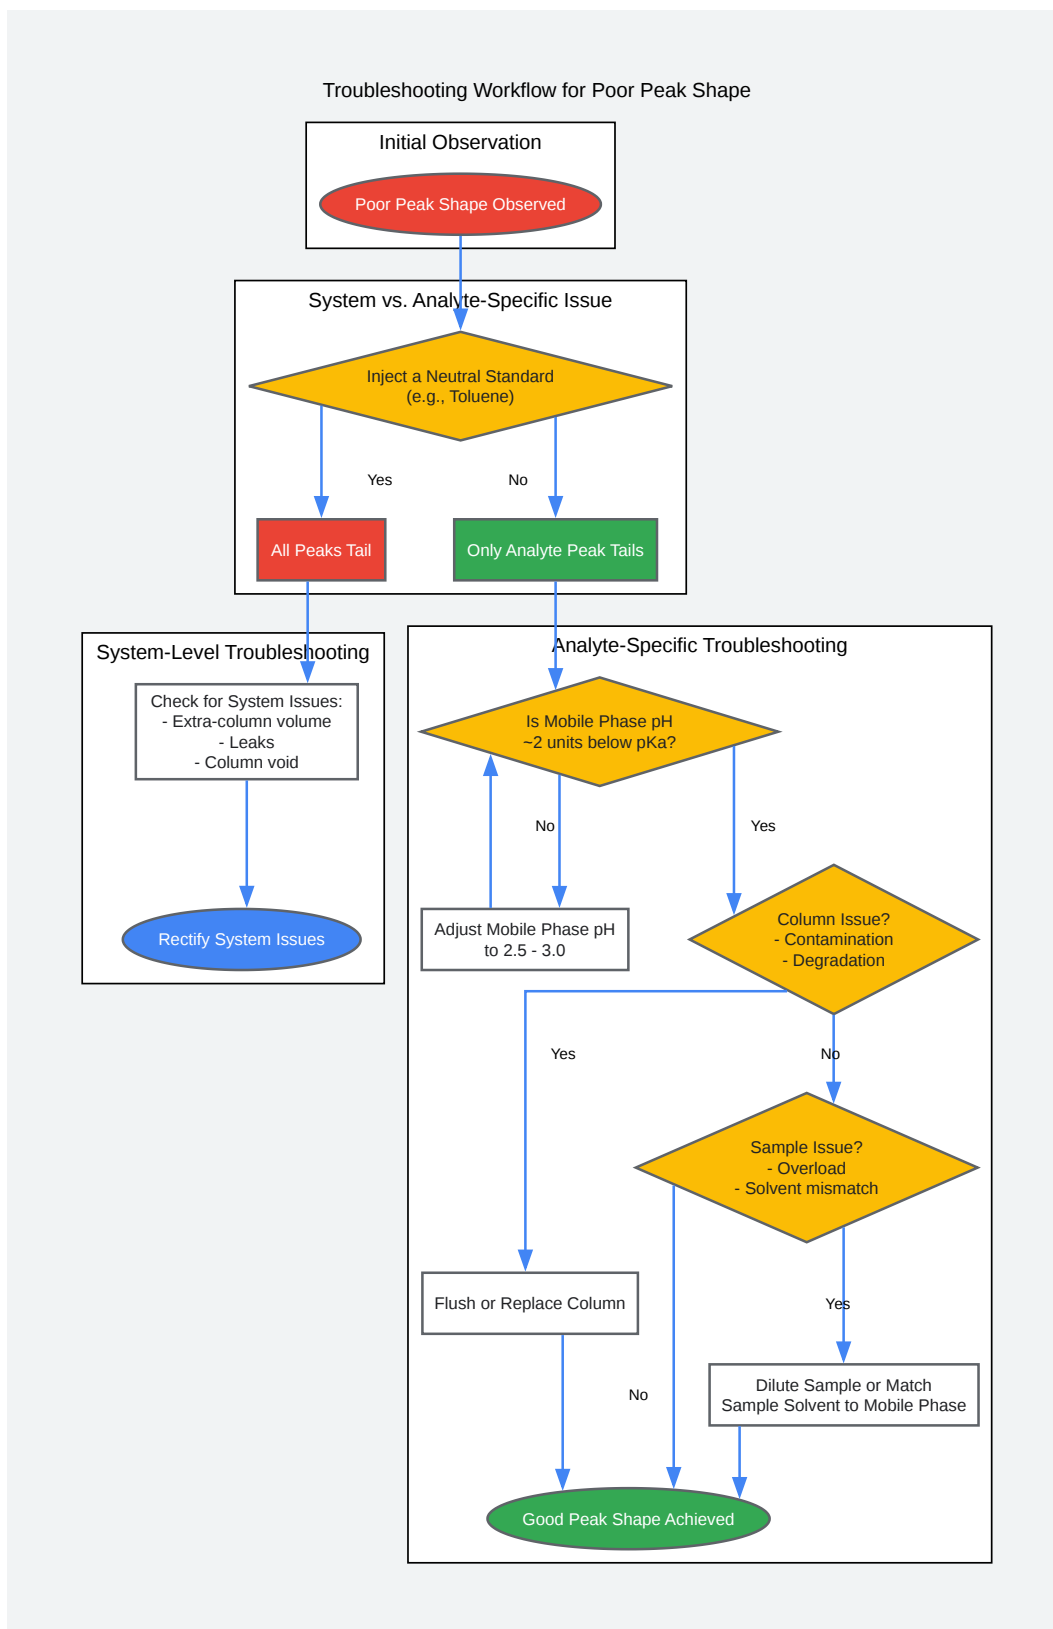 Troubleshooting Workflow for Poor Peak Shape
Initial Observation
Poor Peak Shape Observed
System vs. Analyte-Specific Issue
Inject a Neutral Standard
(e.g., Toluene)
Yes
No
All Peaks Tail
Only Analyte Peak Tails
System-Level Troubleshooting
Check for System Issues:
- Extra-column volume
- Leaks
- Column void
Rectify System Issues
Analyte-Specific Troubleshooting
Is Mobile Phase pH
~2 units below pKa?
No
Yes
Adjust Mobile Phase pH
to 2.5 - 3.0
Column Issue?
- Contamination
- Degradation
Yes
No
Sample Issue?
- Overload
- Solvent mismatch
Flush or Replace Column
Yes
No
Dilute Sample or Match
Sample Solvent to Mobile Phase
Good Peak Shape Achieved